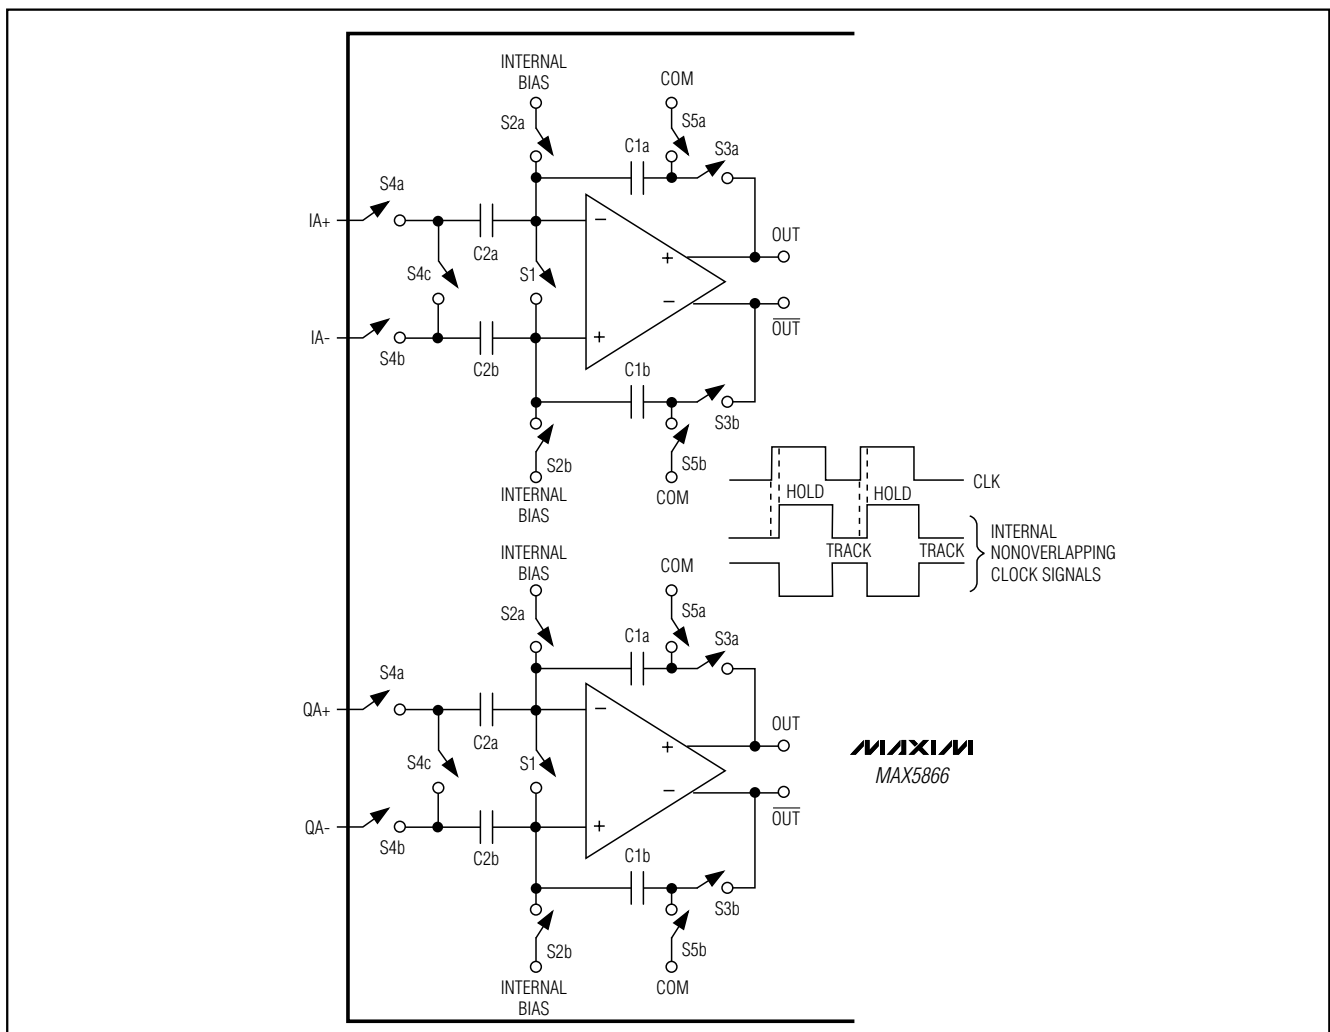 INTERNAL
BIAS
COM
S2a
S5a
C1a
S3a
S4a
IA+
−
C2a
OUT
+
S4c
S1
−
OUT
IA-
+
S4b
C2b
C1b
S3b
S2b
S5b
INTERNAL
BIAS
COM
CLK
HOLD
HOLD
TRACK
TRACK
INTERNAL
NONOVERLAPPING
CLOCK SIGNALS
INTERNAL
BIAS
COM
S2a
S5a
C1a
S3a
S4a
QA+
−
C2a
OUT
+
S4c
S1
−
OUT
QA-
+
S4b
C2b
C1b
S3b
S2b
S5b
INTERNAL
BIAS
COM
MAXIM
MAX5866